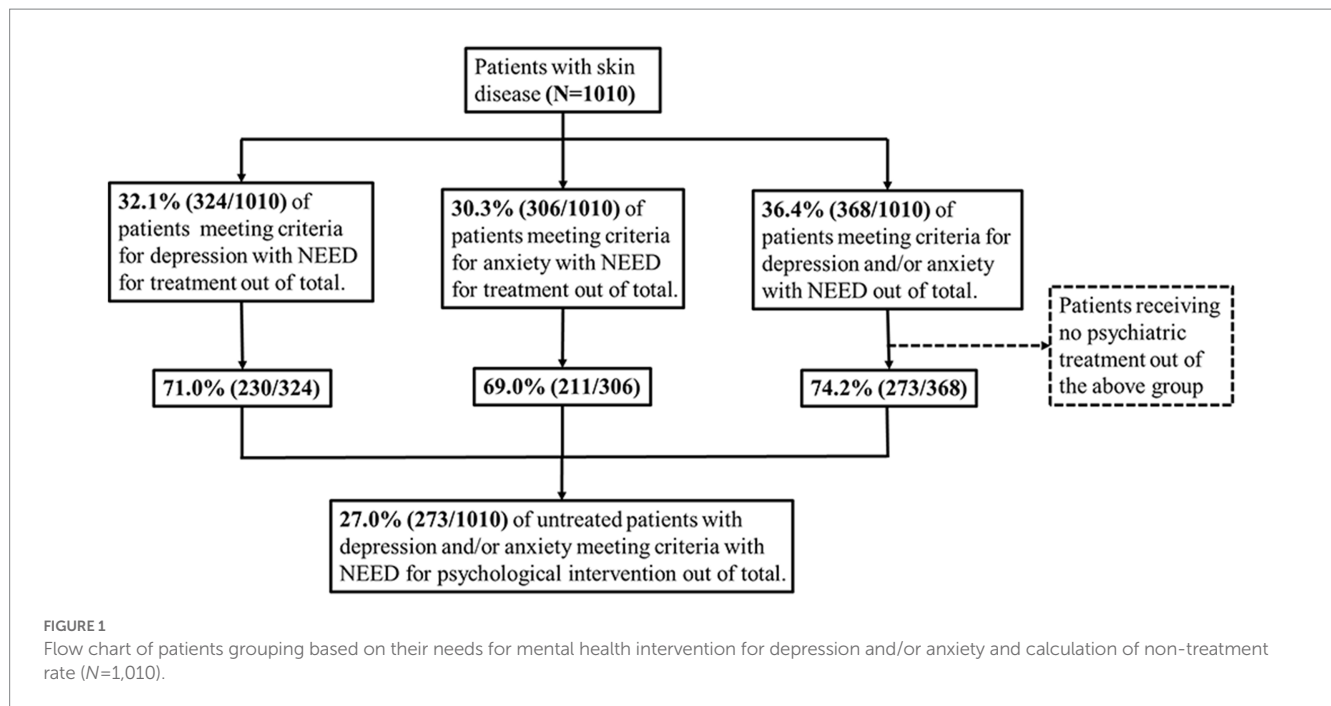 Patients with skin
disease (N=1010)
32.1% (324/1010) of
patients meeting criteria
for depression with NEED
for treatment out of total.
30.3% (306/1010) of
patients meeting criteria
for anxiety with NEED
for treatment out of total.
36.4% (368/1010) of
patients meeting criteria for
depression and/or anxiety
with NEED out of total.
Patients receiving
no psychiatric
treatment out of
the above group
71.0% (230/324)
69.0% (211/306)
74.2% (273/368)
27.0% (273/1010) of untreated patients with
depression and/or anxiety meeting criteria with
NEED for psychological intervention out of total.
FIGURE 1
Flow chart of patients grouping based on their needs for mental health intervention for depression and/or anxiety and calculation of non-treatment
rate (N=1,010).